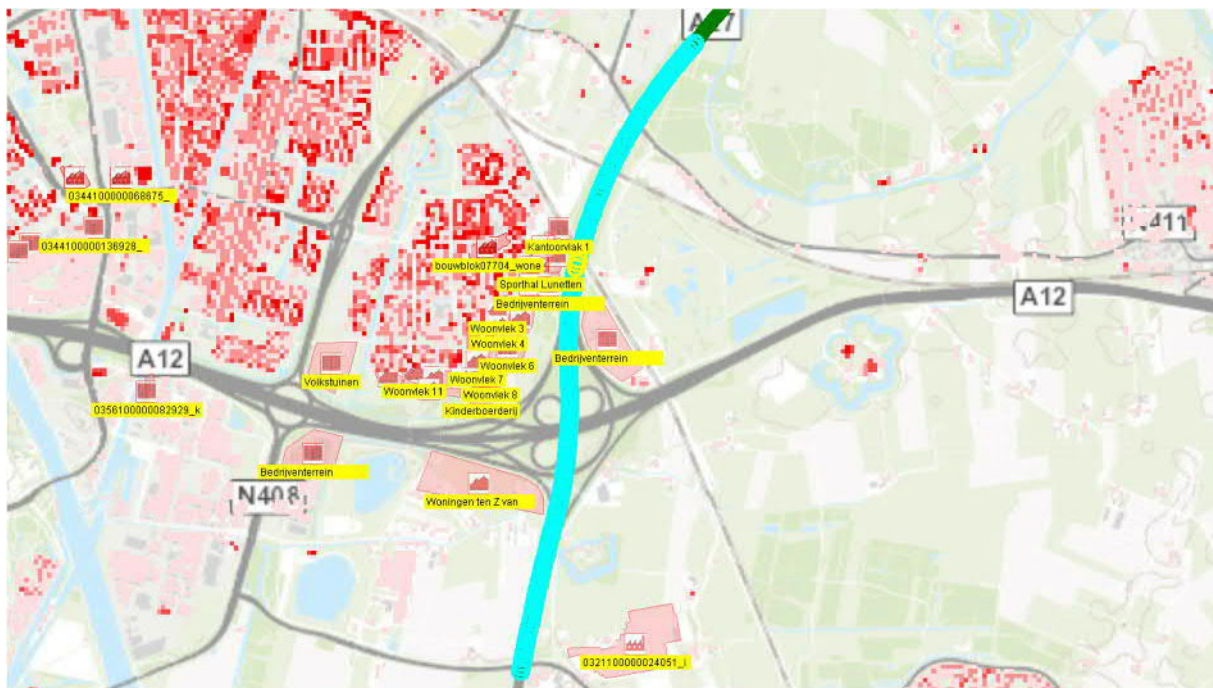 A27
0344100000068675_
0344100000136928_
Kantoorvlak 1
N411
bouwblok07704_wone
Sporthal Lunetten
A12
Bedrijventerrein
Woonvlek 3
Woonvlek 4
A12
Bedrijventerrein
Woonvlek 6
Volkstuinen
Woonvlek 7
Woonvlek 11
Woonvlek 8
0356100000082929_k
Kinderboerderij
Bedrijventerrein
N408
Woningen ten Z van
0321100000024051_i